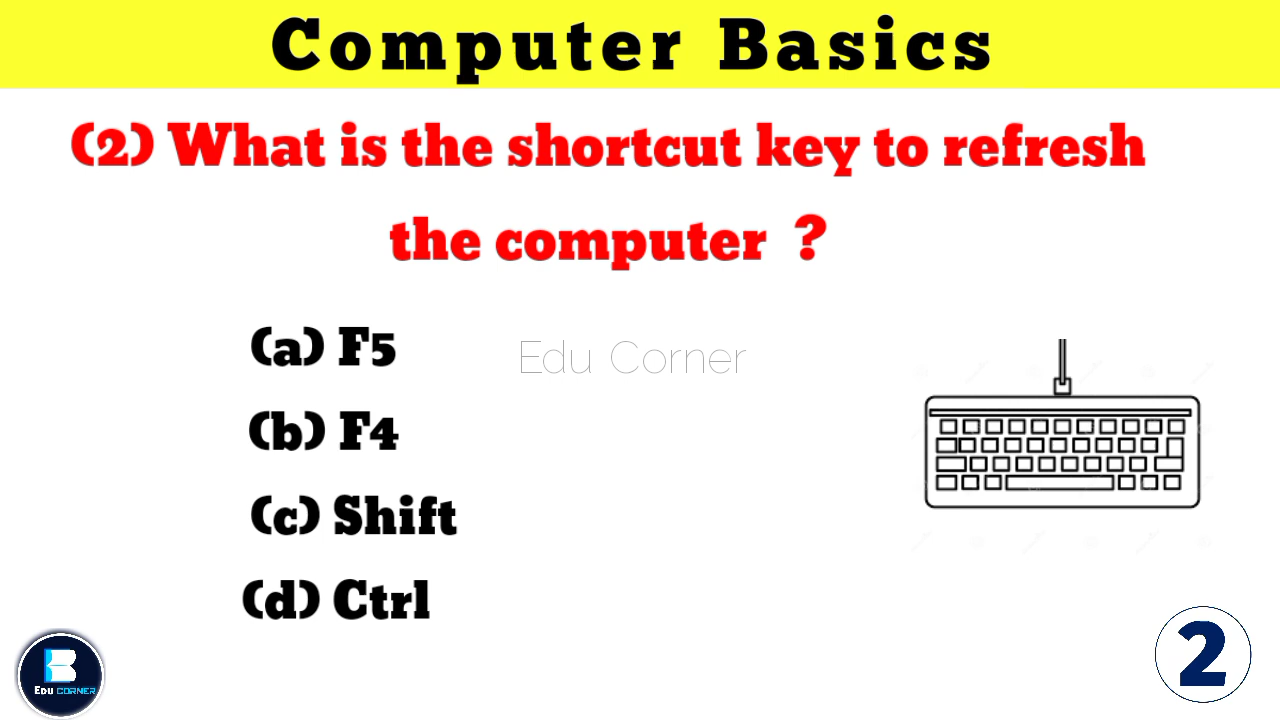 Computer Basics
(2) What is the shortcut key to refresh
the computer ?
(a) F5
Edu Corner
(b) F4
(c) Shift
(d) Ctrl
EDU CORNER
2